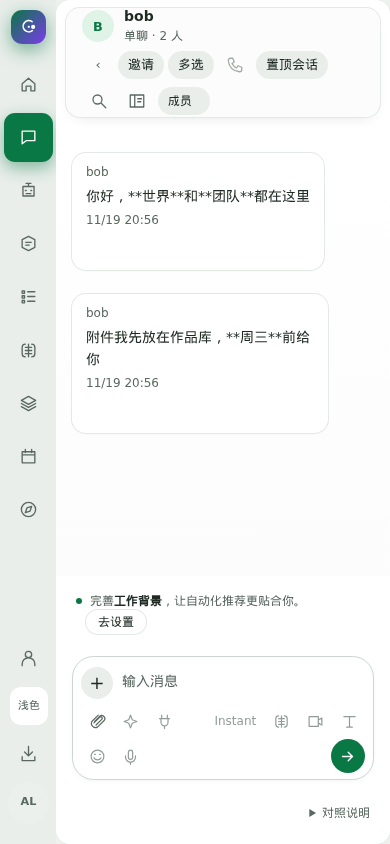 bob
B
单聊 · 2 人
‹ 邀请 多选 置顶会话
成员
bob
你好，**世界**和**团队**都在这里
11/19 20:56
bob
附件我先放在作品库，**周三**前给
你
11/19 20:56
完善工作背景，让自动化推荐更贴合你。
去设置
输入消息
Instant
浅色
AL
▶ 对照说明